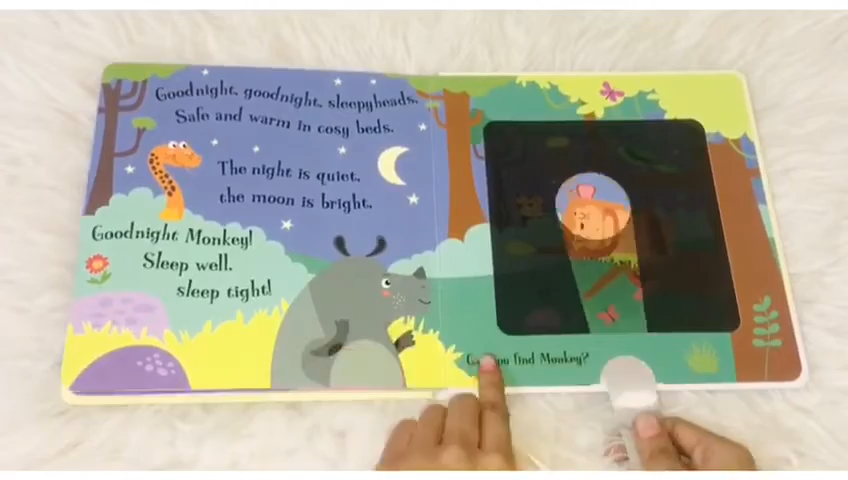 Goodnight, goodnight, sleepyheads.
Safe and warm in cosy beds.
The night is quiet,
the moon is bright.
Goodnight Monkey!
Sleep well,
sleep tight!
you find Monkey?